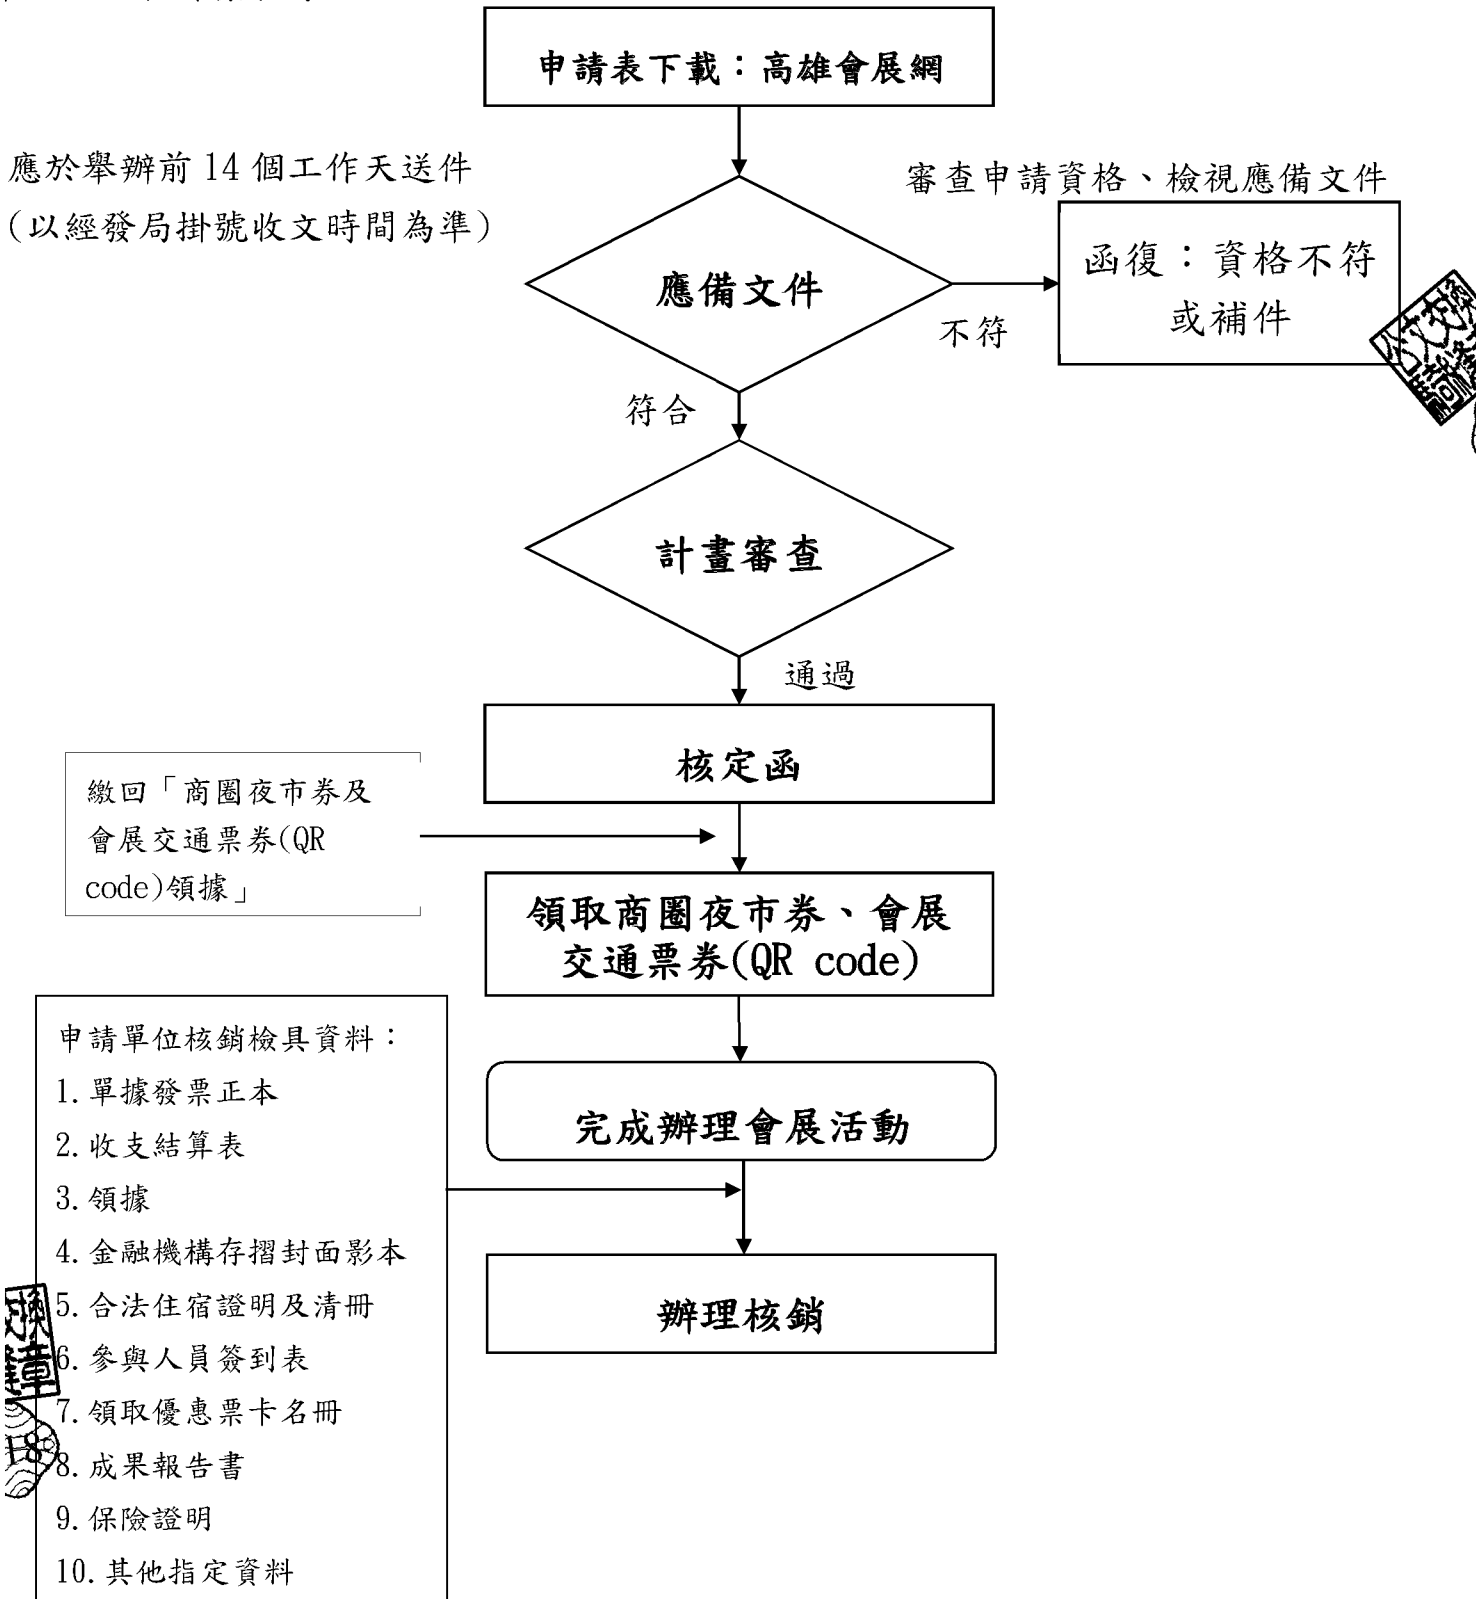 申請表下載：高雄會展網
應於舉辦前 14 個工作天送件
（以經發局掛號收文時間為準）
審查申請資格、檢視應備文件
應備文件
函復：資格不符
或補件
不符
符合
計畫審查
通過
核定函
繳回「商圈夜市券及
會展交通票券(QR
code)領據」
領取商圈夜市券、會展
交通票券(QR code)
申請單位核銷檢具資料：
1. 單據發票正本
2. 收支結算表
3. 領據
4. 金融機構存摺封面影本
5. 合法住宿證明及清冊
6. 參與人員簽到表
7. 領取優惠票卡名冊
8. 成果報告書
9. 保險證明
10. 其他指定資料
完成辦理會展活動
辦理核銷